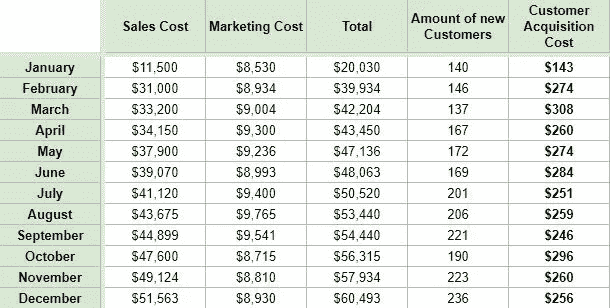 Sales Cost Marketing Cost Total Amount of new Customers Customer Acquisition Cost
January $11,500 $8,530 $20,030 140 $143
February $31,000 $8,934 $39,934 146 $274
March $33,200 $9,004 $42,204 137 $308
April $34,150 $9,300 $43,450 167 $260
May $37,900 $9,236 $47,136 172 $274
June $39,070 $8,993 $48,063 169 $284
July $41,120 $9,400 $50,520 201 $251
August $43,675 $9,765 $53,440 206 $259
September $44,899 $9,541 $54,440 221 $246
October $47,600 $8,715 $56,315 190 $296
November $49,124 $8,810 $57,934 223 $260
December $51,563 $8,930 $60,493 236 $256